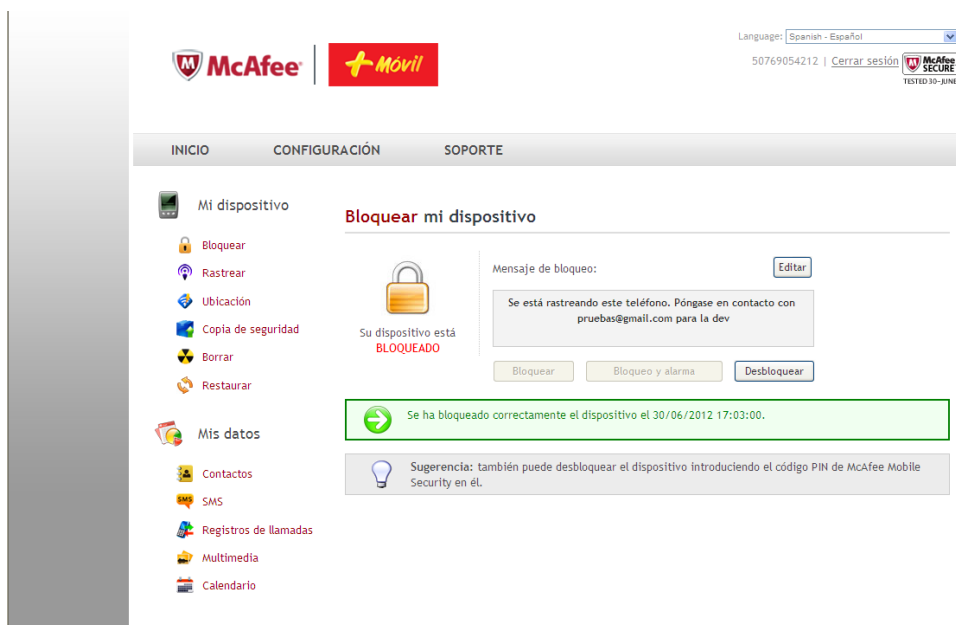 Language: Spanish - Español
McAfee
+ Móvil
50769054212 | Cerrar sesión
McAfee
SECURE
TESTED 30-JUNE
INICIO CONFIGURACIÓN SOPORTE
Mi dispositivo
Bloquear
Rastrear
Ubicación
Copia de seguridad
Borrar
Restaurar
Mis datos
Contactos
SMS
SMS
Registros de llamadas
Multimedia
Calendario
Bloquear mi dispositivo
Su dispositivo está
BLOQUEADO
Mensaje de bloqueo:
Editar
Se está rastreando este teléfono. Póngase en contacto con
pruebas@gmail.com para la dev
Bloquear Bloqueo y alarma Desbloquear
Se ha bloqueado correctamente el dispositivo el 30/06/2012 17:03:00.
Sugerencia: también puede desbloquear el dispositivo introduciendo el código PIN de McAfee Mobile
Security en él.